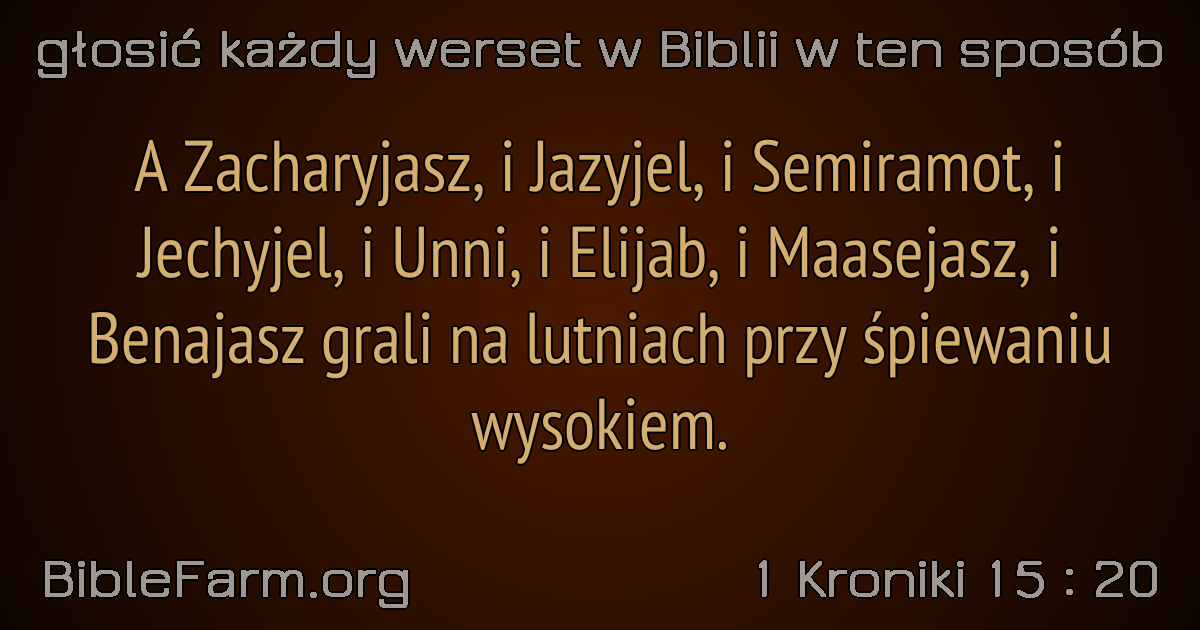 głosić każdy werset w Biblii w ten sposób
A Zacharyjasz, i Jazyjel, i Semiramot, i
Jechyjel, i Unni, i Elijab, i Maasejasz, i
Benajasz grali na lutniach przy śpiewaniu
wysokiem.
BibleFarm.org
1 Kroniki 15 : 20